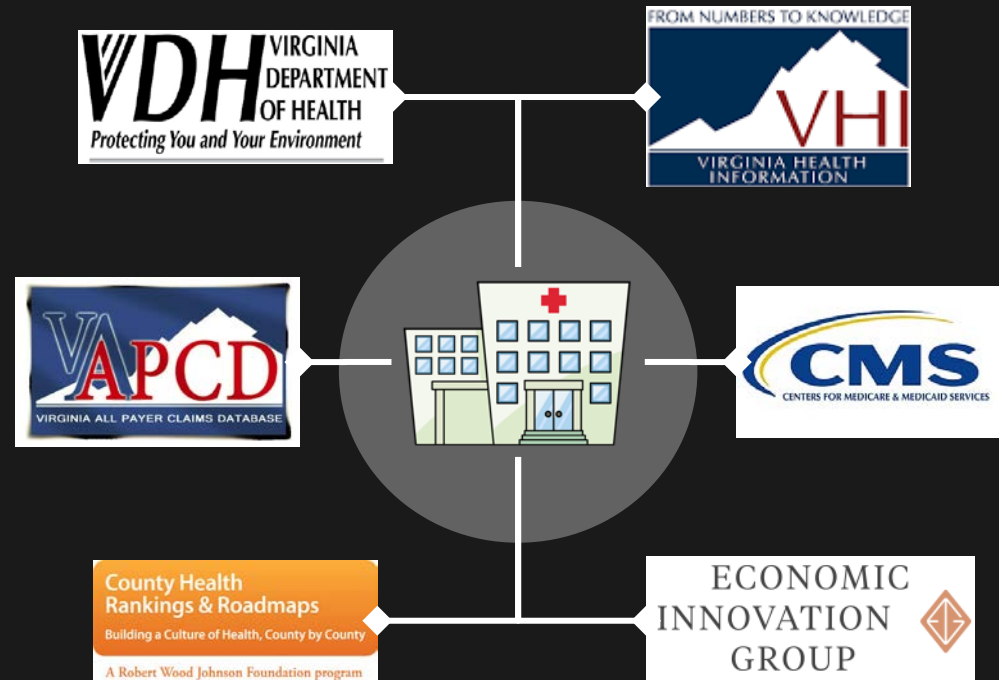 VDH
VIRGINIA
DEPARTMENT
OF HEALTH
Protecting You and Your Environment
FROM NUMBERS TO KNOWLEDGE
VHI
VIRGINIA HEALTH
INFORMATION
VAPCD
VIRGINIA ALL PAYER CLAIMS DATABASE
CMS
CENTERS FOR MEDICARE & MEDICAID SERVICES
County Health
Rankings & Roadmaps
Building a Culture of Health, County by County
A Robert Wood Johnson Foundation program
ECONOMIC
INNOVATION
GROUP
EIG